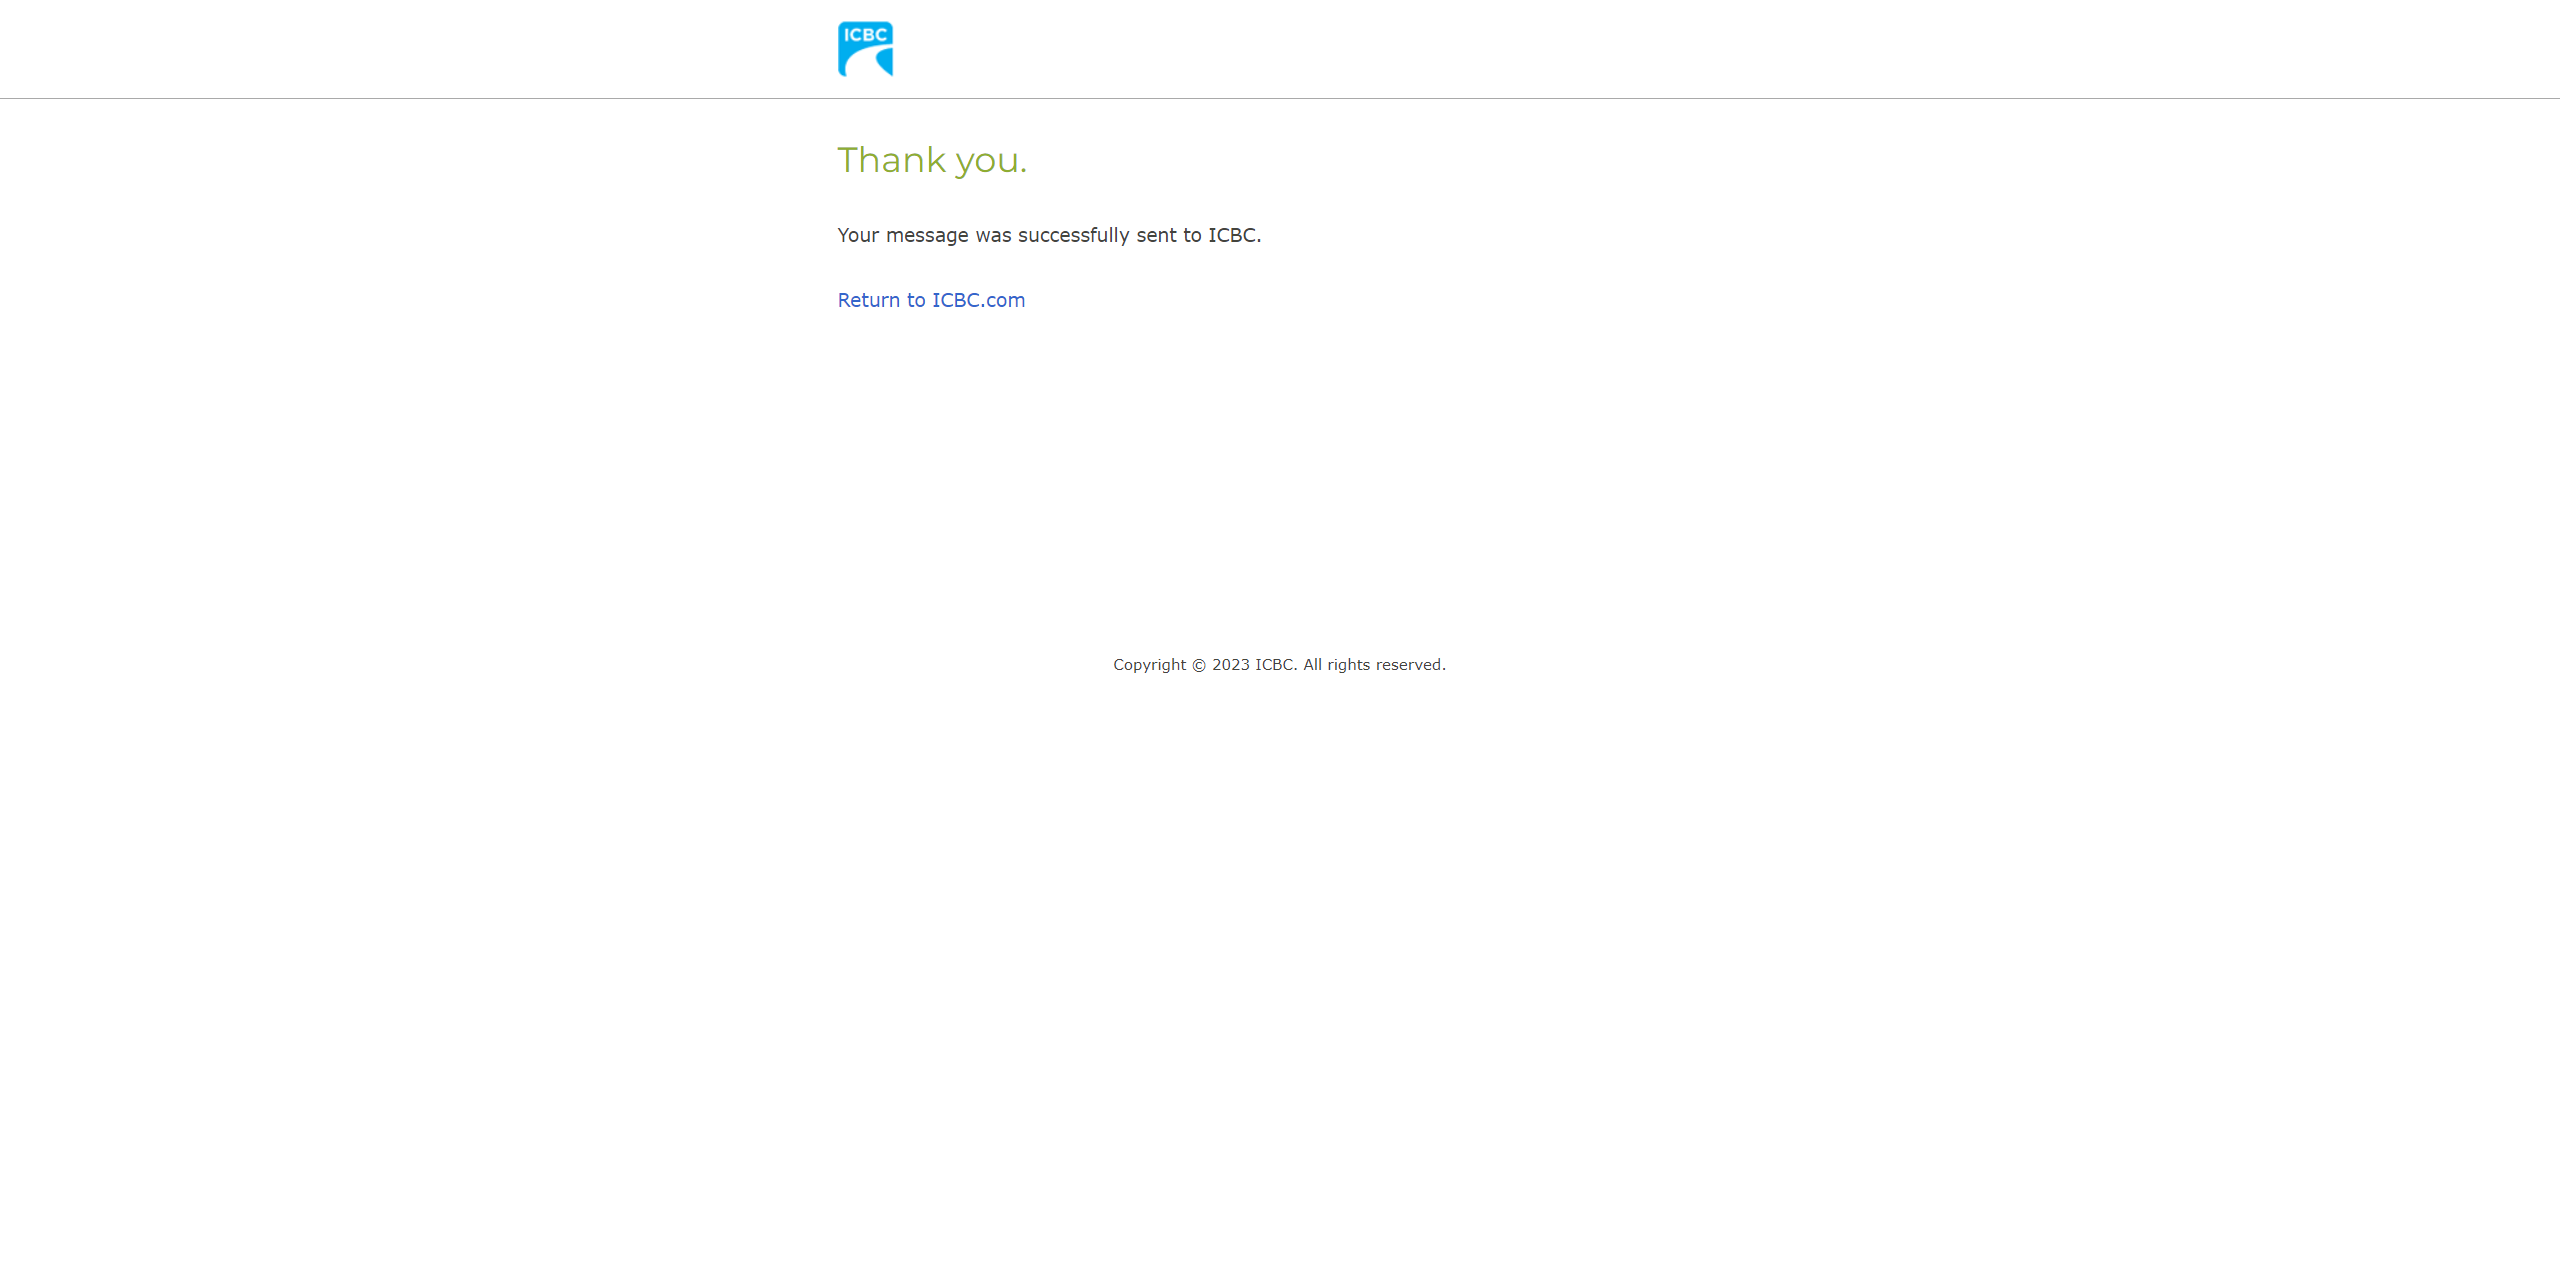 ICBC
Thank you.
Your message was successfully sent to ICBC.
Return to ICBC.com
Copyright © 2023 ICBC. All rights reserved.